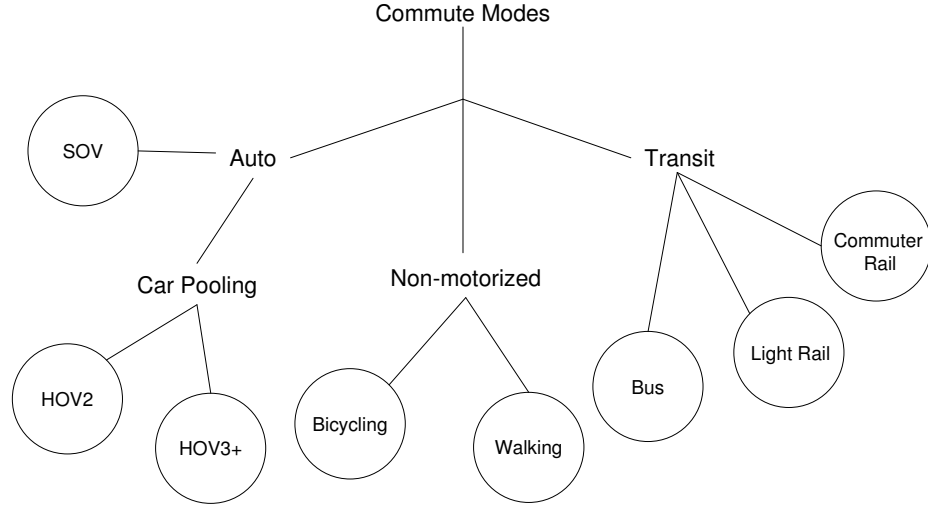 Commute Modes
SOV
Auto
Transit
Commuter
Rail
Car Pooling
Non-motorized
Light Rail
HOV2
Bus
Bicycling
HOV3+
Walking